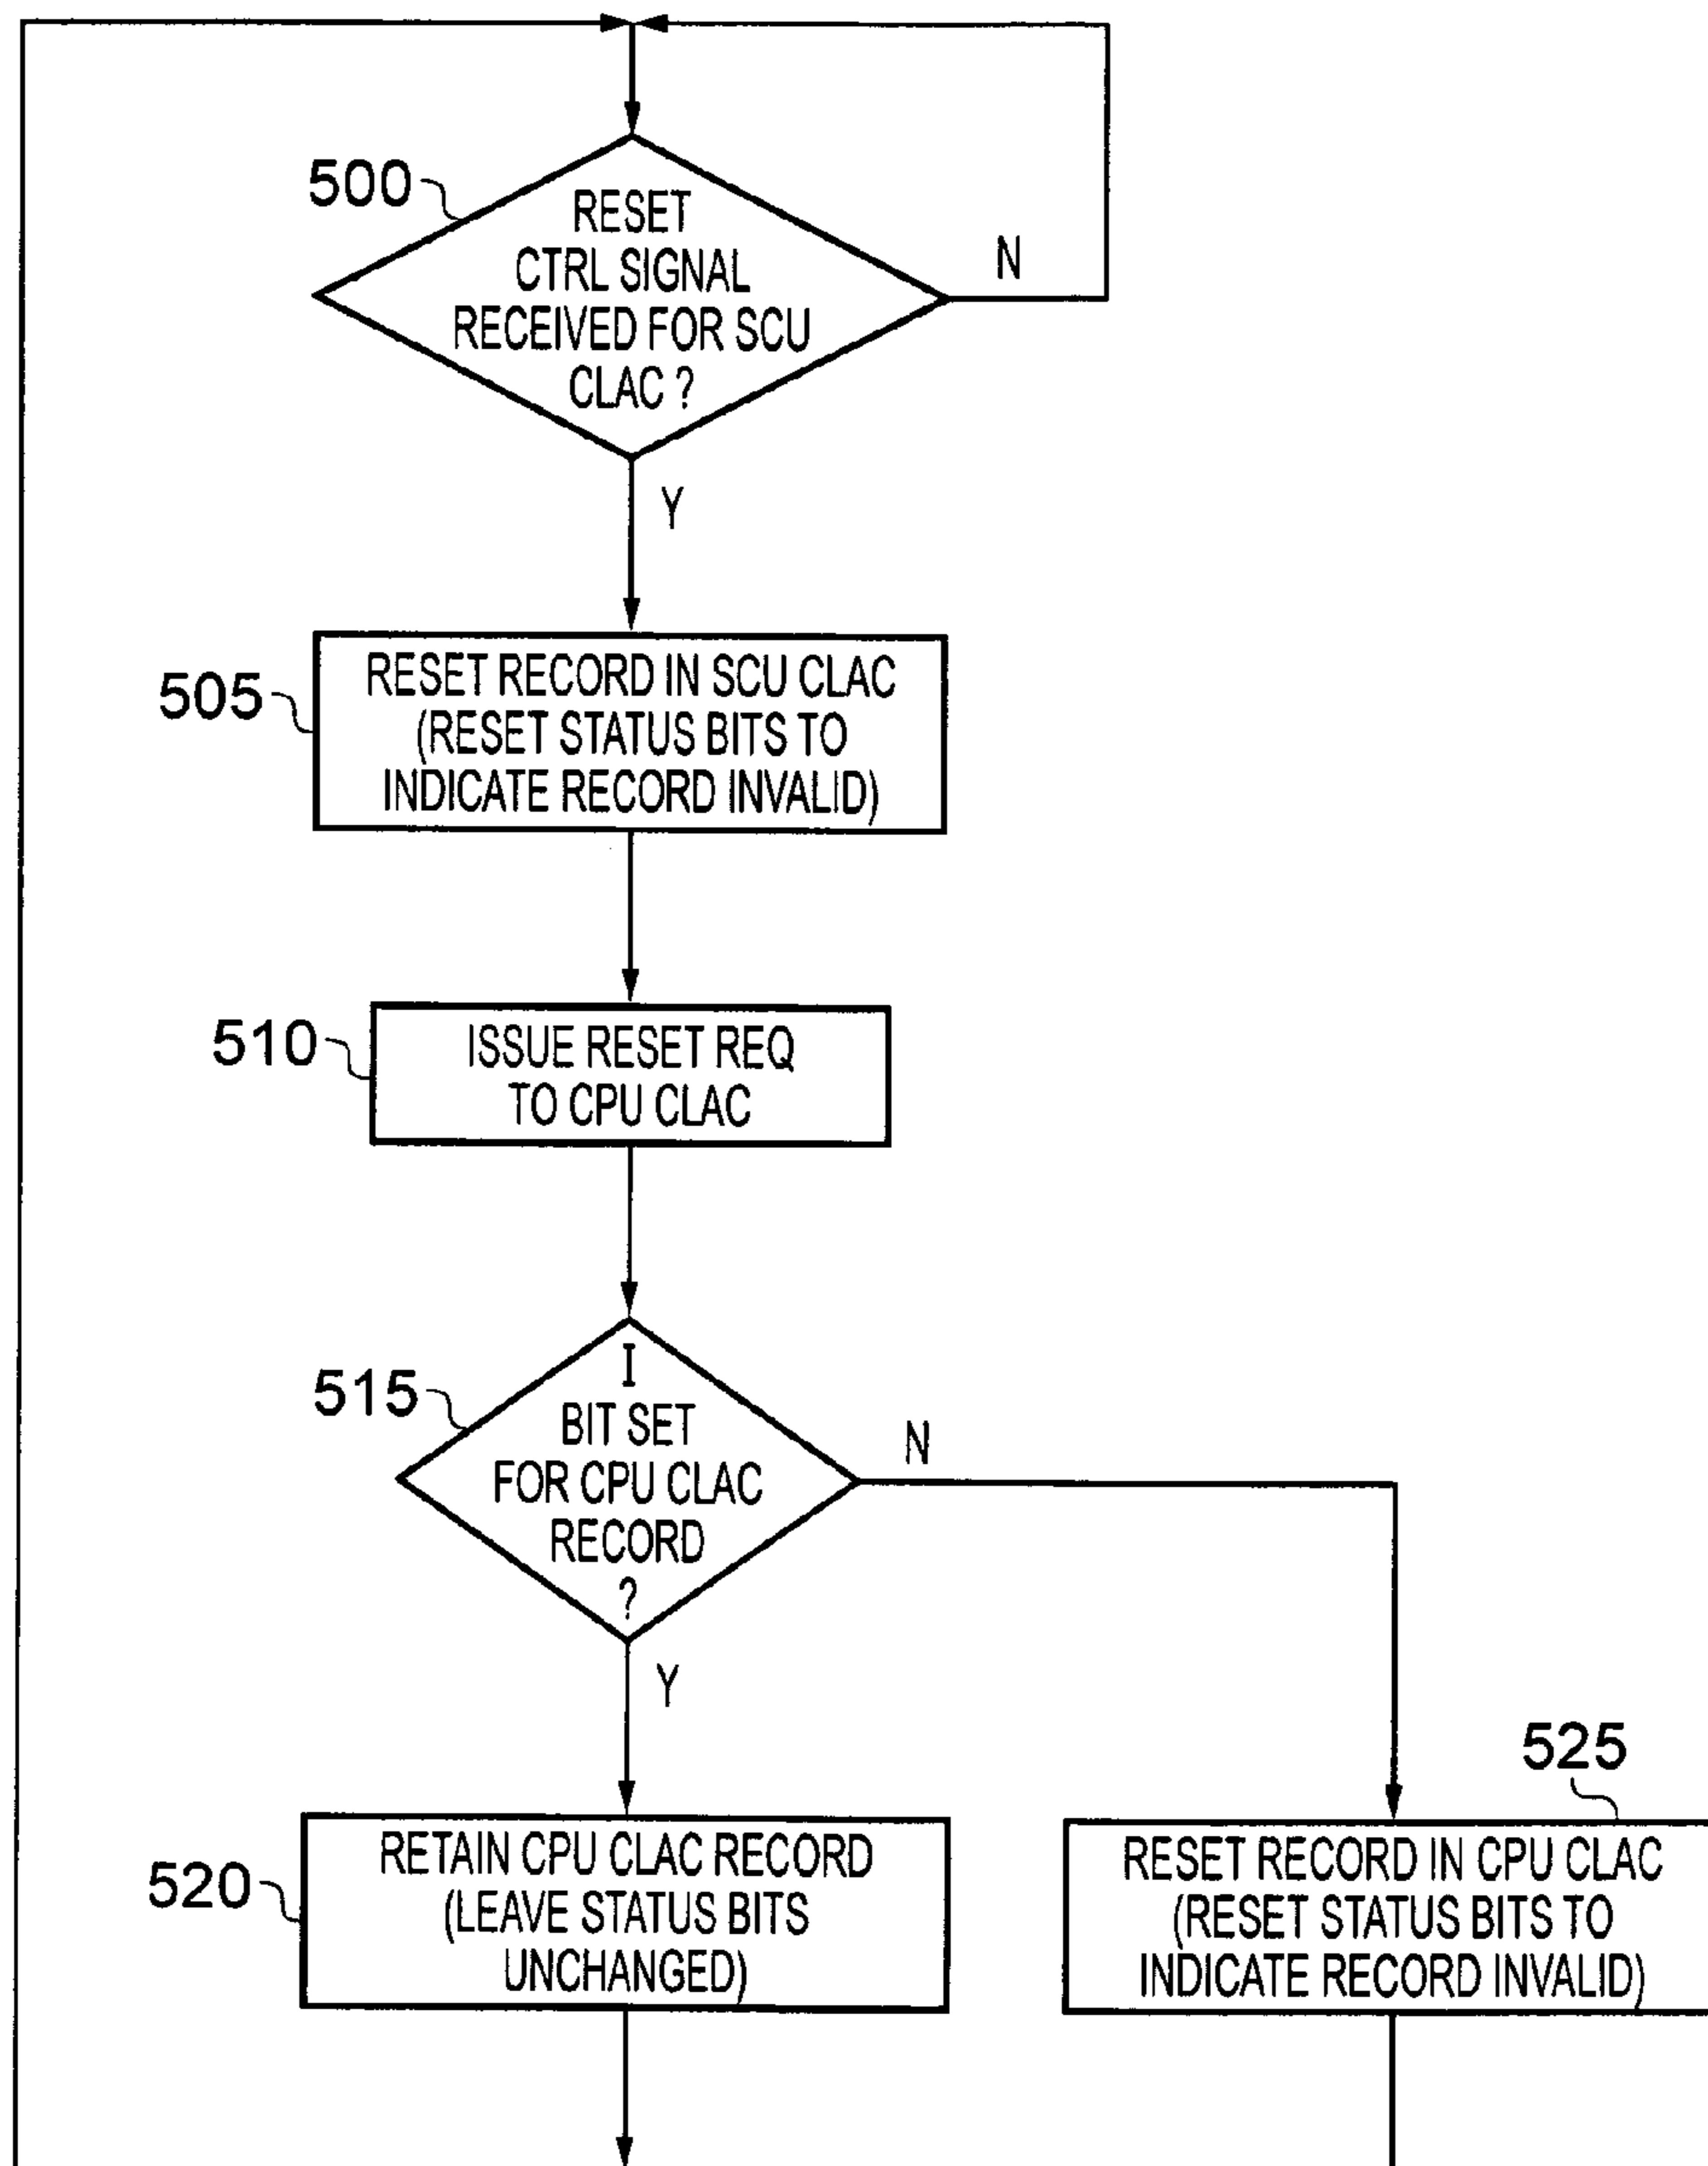 500
RESET
CTRL SIGNAL
RECEIVED FOR SCU
CLAC ?
N
Y
505
RESET RECORD IN SCU CLAC
(RESET STATUS BITS TO
INDICATE RECORD INVALID)
510
ISSUE RESET REQ
TO CPU CLAC
515
I
BIT SET
FOR CPU CLAC
RECORD
?
N
Y
520
RETAIN CPU CLAC RECORD
(LEAVE STATUS BITS
UNCHANGED)
525
RESET RECORD IN CPU CLAC
(RESET STATUS BITS TO
INDICATE RECORD INVALID)